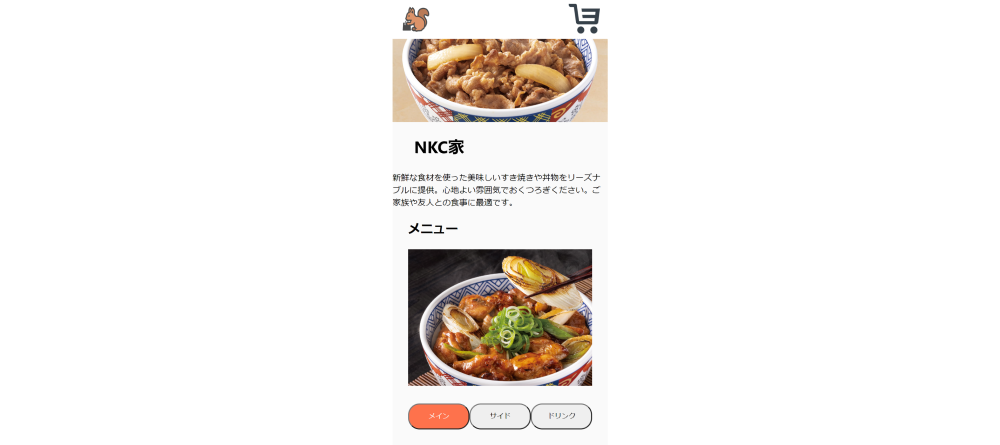 NKC家
新鮮な食材を使った美味しいすき焼きや丼物をリーズナ
ブルに提供。心地よい雰囲気でおくつろぎください。ご
家族や友人との食事に最適です。
メニュー
メイン サイド ドリンク